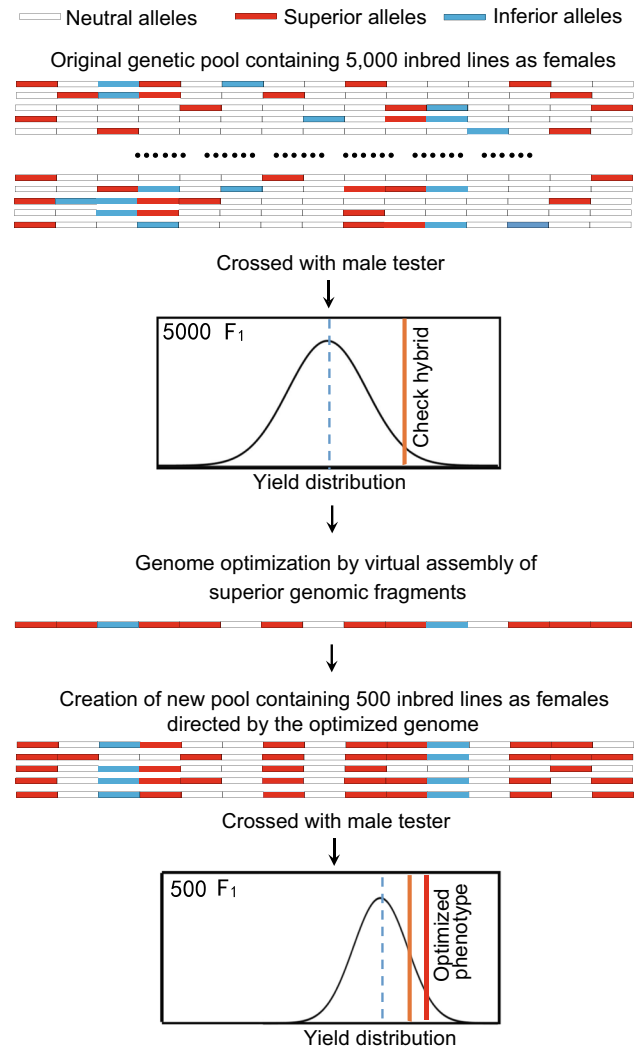 Neutral alleles Superior alleles Inferior alleles
Original genetic pool containing 5,000 inbred lines as females
Crossed with male tester
5000 F1
Check hybrid
Yield distribution
Genome optimization by virtual assembly of
superior genomic fragments
Creation of new pool containing 500 inbred lines as females
directed by the optimized genome
Crossed with male tester
500 F1
Optimized
phenotype
Yield distribution